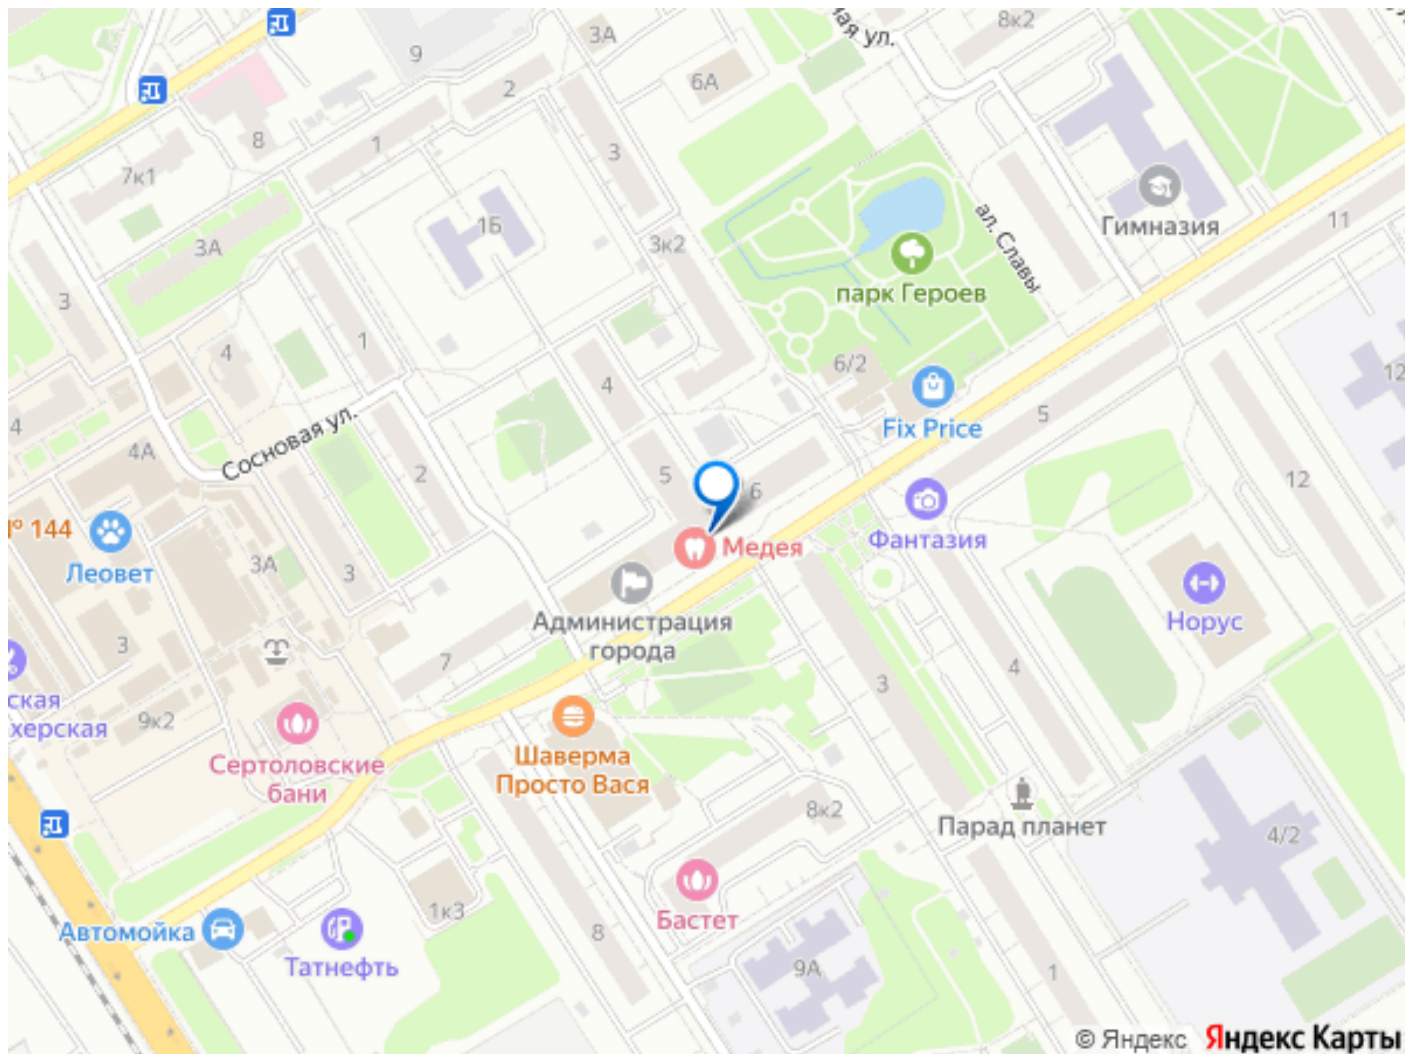 ная ул.
8к2
3А
9
6А
2
8
1
3
7к1
Гимназия
11
1Б
ал. Славы
3к2
3А
парк Героев
3
1
4
6/2
12
4
Fix Price
5
4
Сосновая ул.
4А
2
5
6
12
№ 144
Фантазия
Медея
Леовет
3А
3
Администрация
города
Норус
3
7
4
3
ская
херская
9к2
Сертоловские
бани
Шаверма
Просто Вася
8к2
Парад планет
4/2
Бастет
1к3
Автомойка
8
Татнефть
9А
1
© Яндекс Яндекс Карты